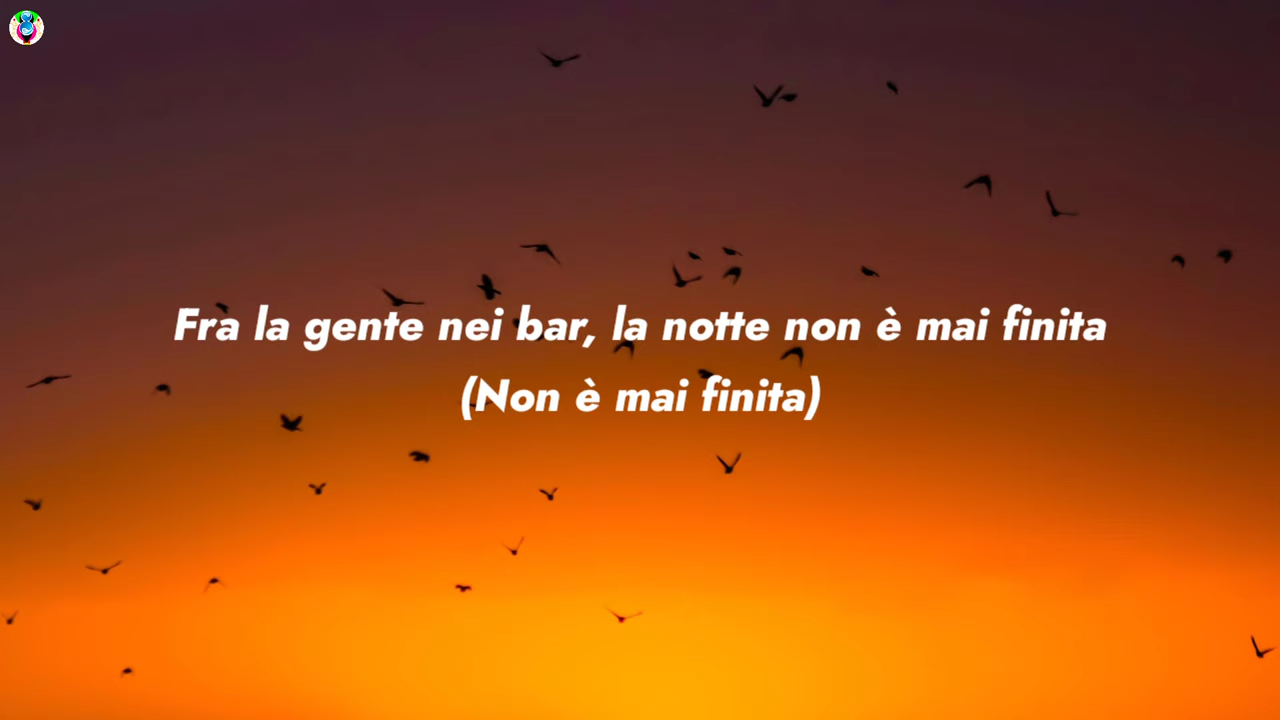 Fra la gente nei bar, la notte non è mai finita
(Non è mai finita)